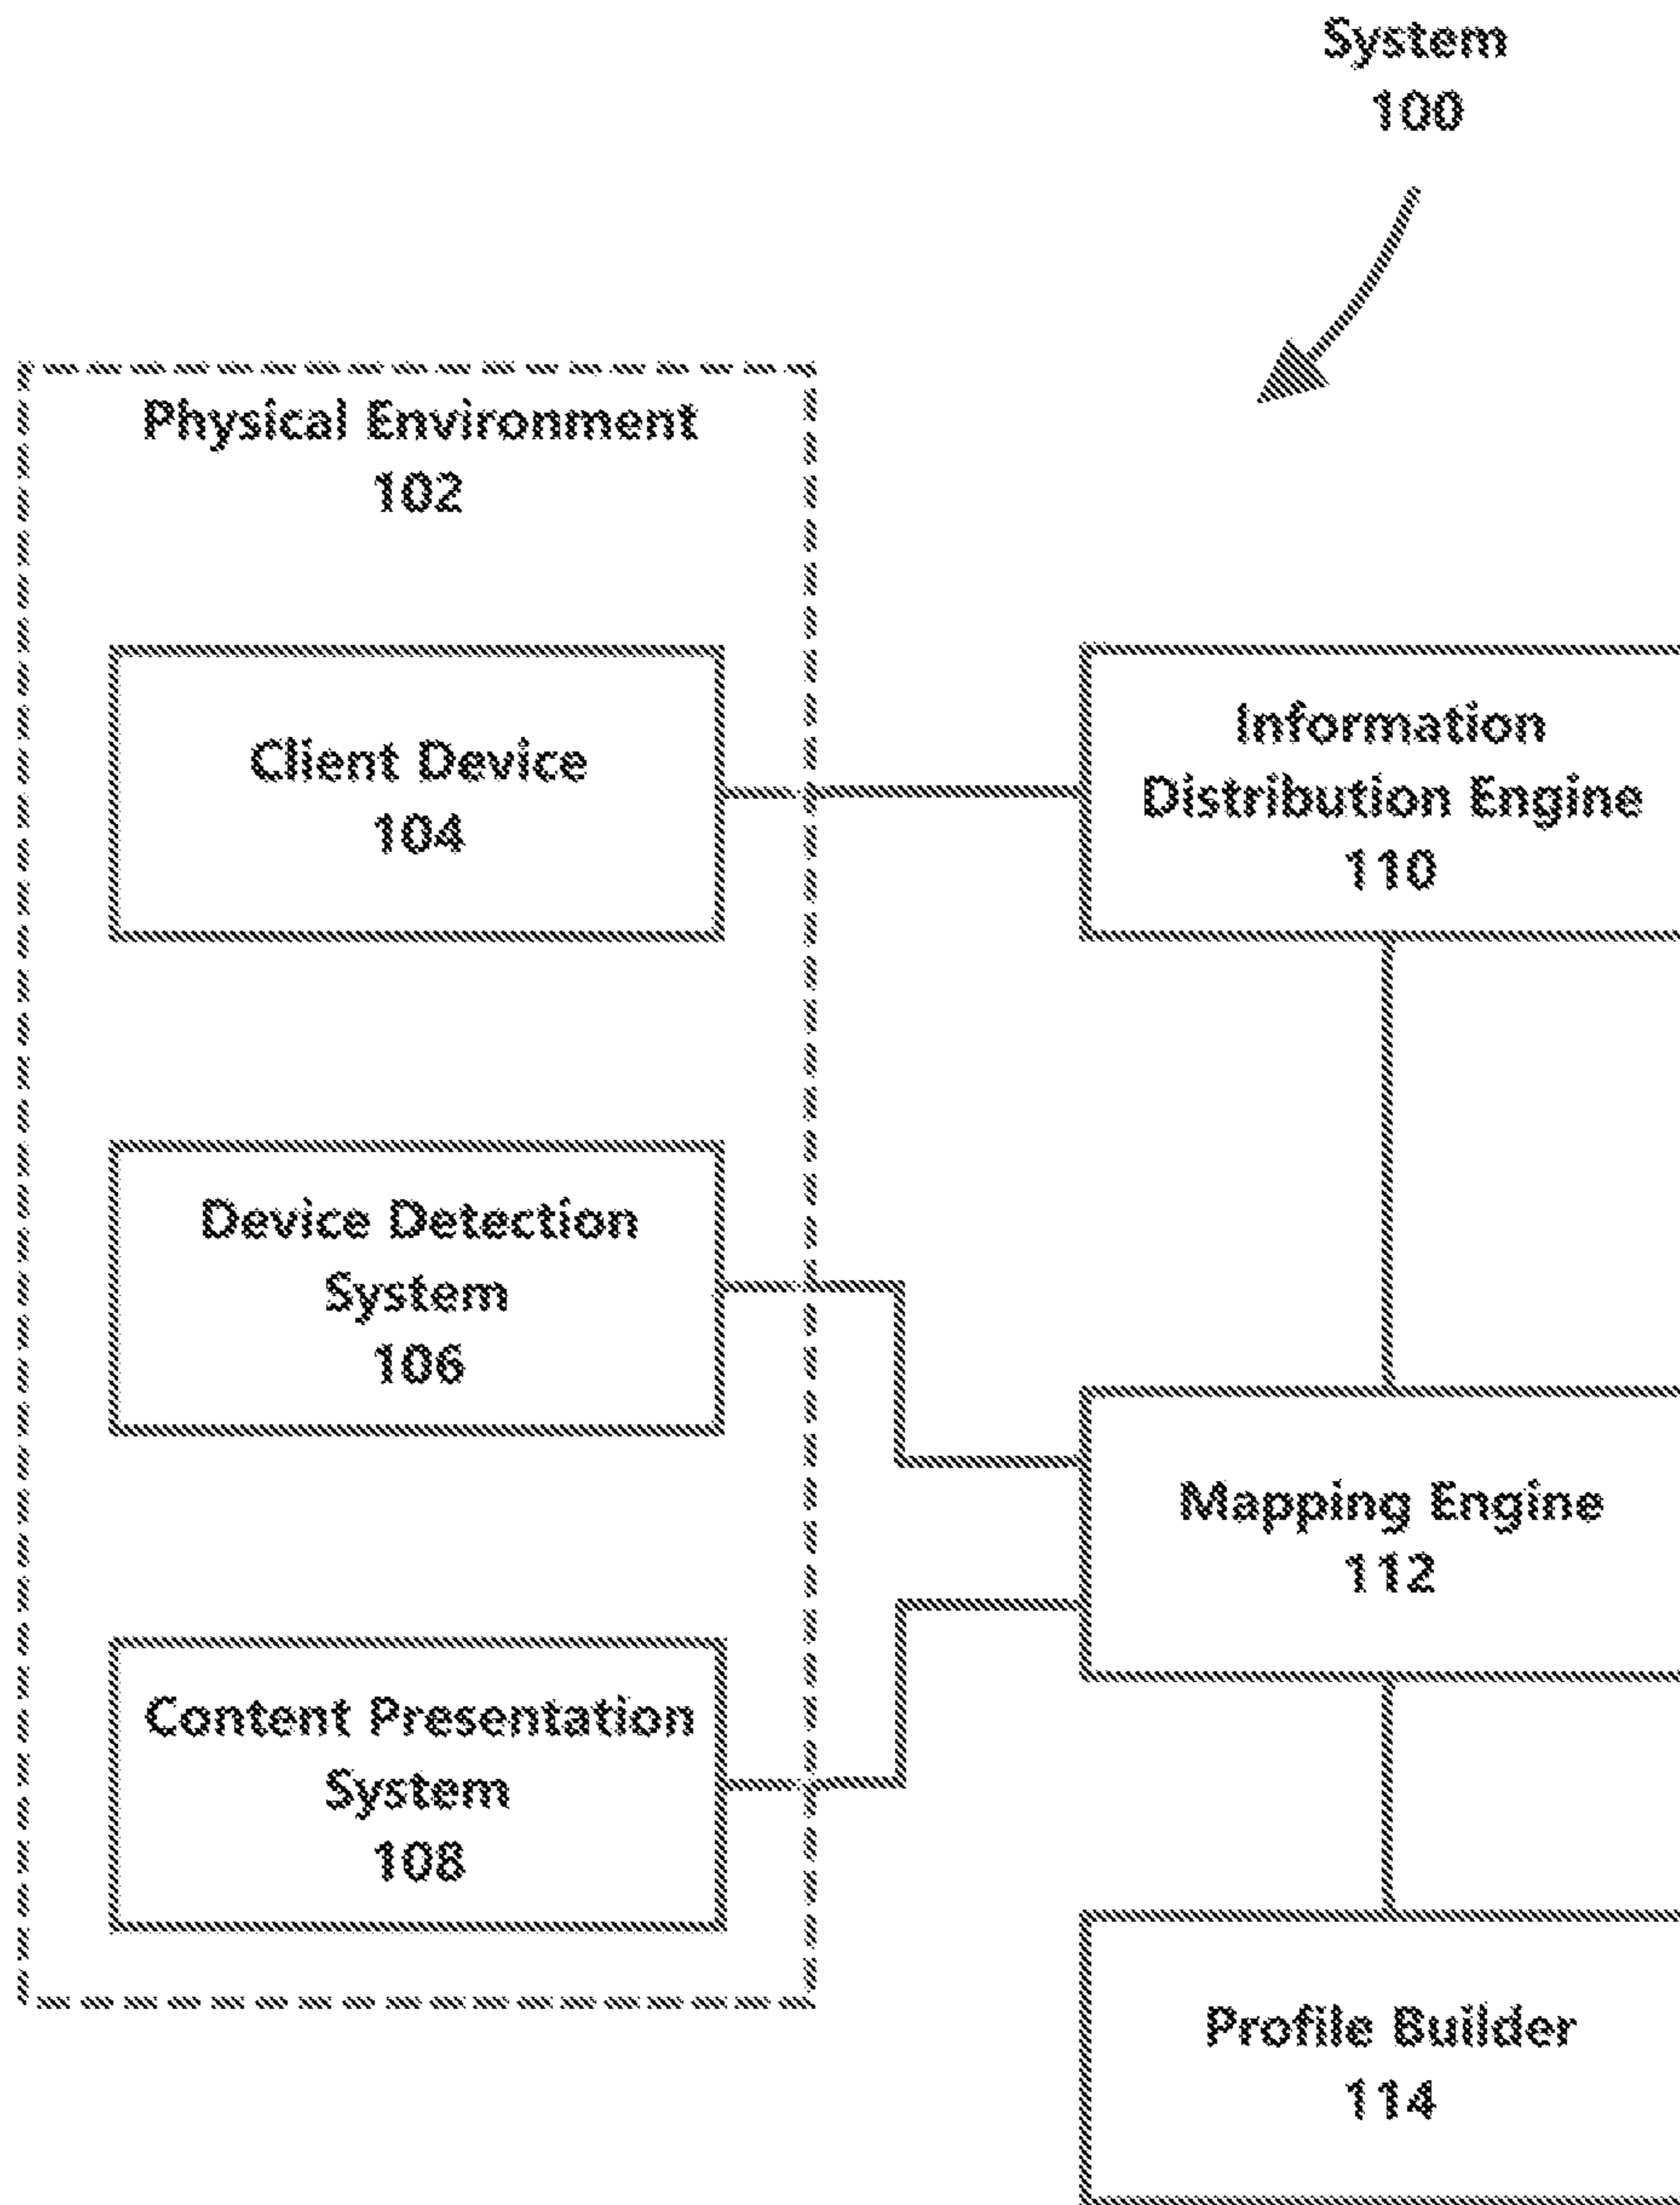 System
100
Physical Environment
102
Client Device
104
Information
Distribution Engine
110
Device Detection
System
106
Mapping Engine
112
Content Presentation
System
108
Profile Builder
114